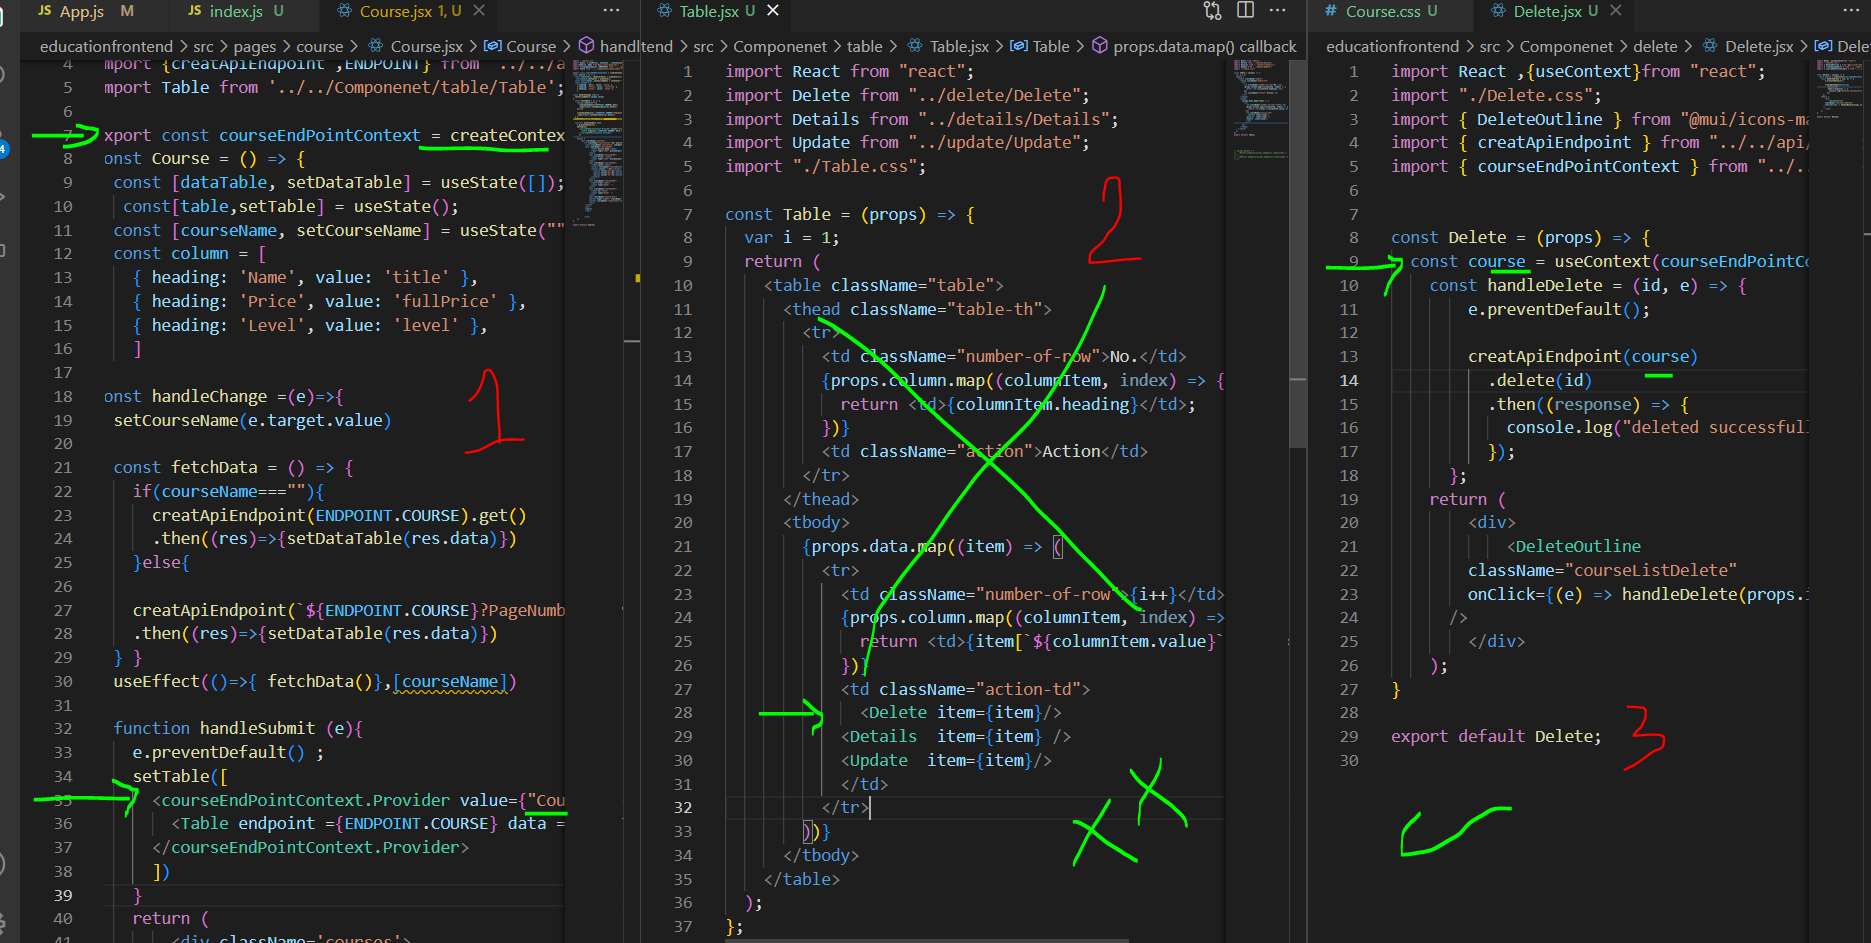 App.js M
index.js U
Course.jsx 1, U
educationfrontend > src > pages > course > Course.jsx > Course > handl
4 mport {creatApiEndpoint ,ENDPOINT} from '../../a
5 mport Table from '../../Componenet/table/Table';
6
7 xport const courseEndPointContext = createContex
8 onst Course = () => {
9 const [dataTable, setDataTable] = useState([]);
10 const[table,setTable] = useState();
11 const [courseName, setCourseName] = useState(""
12 const column = [
13 { heading: 'Name', value: 'title' },
14 { heading: 'Price', value: 'fullPrice' },
15 { heading: 'Level', value: 'level' },
16 ]
17
18 onst handleChange =(e)=>{
19 setCourseName(e.target.value)
20
21 const fetchData = () => {
22 if(courseName===""){
23 creatApiEndpoint(ENDPOINT.COURSE).get()
24 .then((res)=>{setDataTable(res.data)})
25 }else{
26
27 creatApiEndpoint(`${ENDPOINT.COURSE}?PageNumb
28 .then((res)=>{setDataTable(res.data)})
29 } }
30 useEffect(()=>{ fetchData()},[courseName])
31
32 function handleSubmit (e){
33 e.preventDefault() ;
34 setTable([
35 <courseEndPointContext.Provider value={"Cou
36 <Table endpoint ={ENDPOINT.COURSE} data =
37 </courseEndPointContext.Provider>
38 ])
39 }
40 return (
41 <div className='courses'>
1
Table.jsx U
tend > src > Componenet > table > Table.jsx > Table > props.data.map() callback
1 import React from "react";
2 import Delete from "../delete/Delete";
3 import Details from "../details/Details";
4 import Update from "../update/Update";
5 import "./Table.css";
6
7 const Table = (props) => {
8 var i = 1;
9 return (
10 <table className="table">
11 <thead className="table-th">
12 <tr>
13 <td className="number-of-row">No.</td>
14 {props.column.map((columnItem, index) => {
15 return <td>{columnItem.heading}</td>;
16 })}
17 <td className="action">Action</td>
18 </tr>
19 </thead>
20 <tbody>
21 {props.data.map((item) => (
22 <tr>
23 <td className="number-of-row">{i++}</td>
24 {props.column.map((columnItem, index) =>
25 return <td>{item[`${columnItem.value}`
26 })}
27 <td className="action-td">
28 <Delete item={item}/>
29 <Details item={item} />
30 <Update item={item}/>
31 </td>
32 </tr>
33 ))}
34 </tbody>
35 </table>
36 );
37 };
2
Course.css U
Delete.jsx U
educationfrontend > src > Componenet > delete > Delete.jsx > Dele
1 import React ,{useContext}from "react";
2 import "./Delete.css";
3 import { DeleteOutline } from "@mui/icons-ma
4 import { creatApiEndpoint } from "../../api/
5 import { courseEndPointContext } from "../..
6
7
8 const Delete = (props) => {
9 const course = useContext(courseEndPointCo
10 const handleDelete = (id, e) => {
11 e.preventDefault();
12
13 creatApiEndpoint(course)
14 .delete(id)
15 .then((response) => {
16 console.log("deleted successful
17 });
18 };
19 return (
20 <div>
21 <DeleteOutline
22 className="courseListDelete"
23 onClick={(e) => handleDelete(props.i
24 />
25 </div>
26 );
27 }
28
29 export default Delete;
30
3